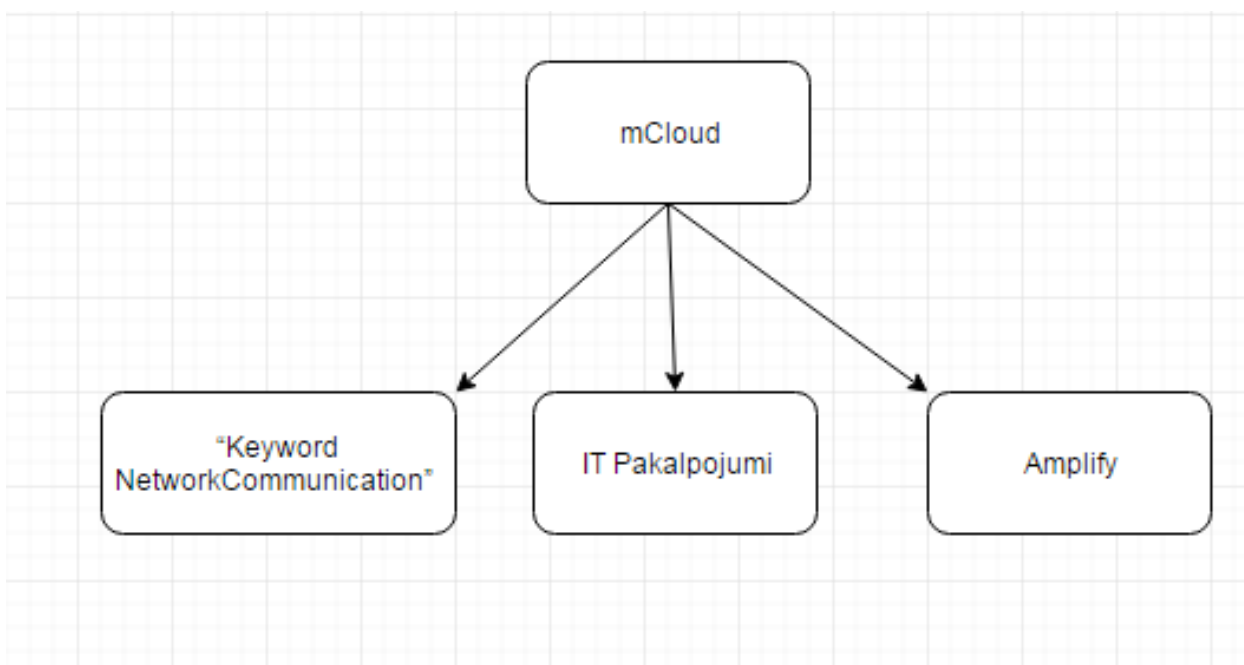 mCloud
“Keyword
NetworkCommunication”
IT Pakalpojumi
Amplify